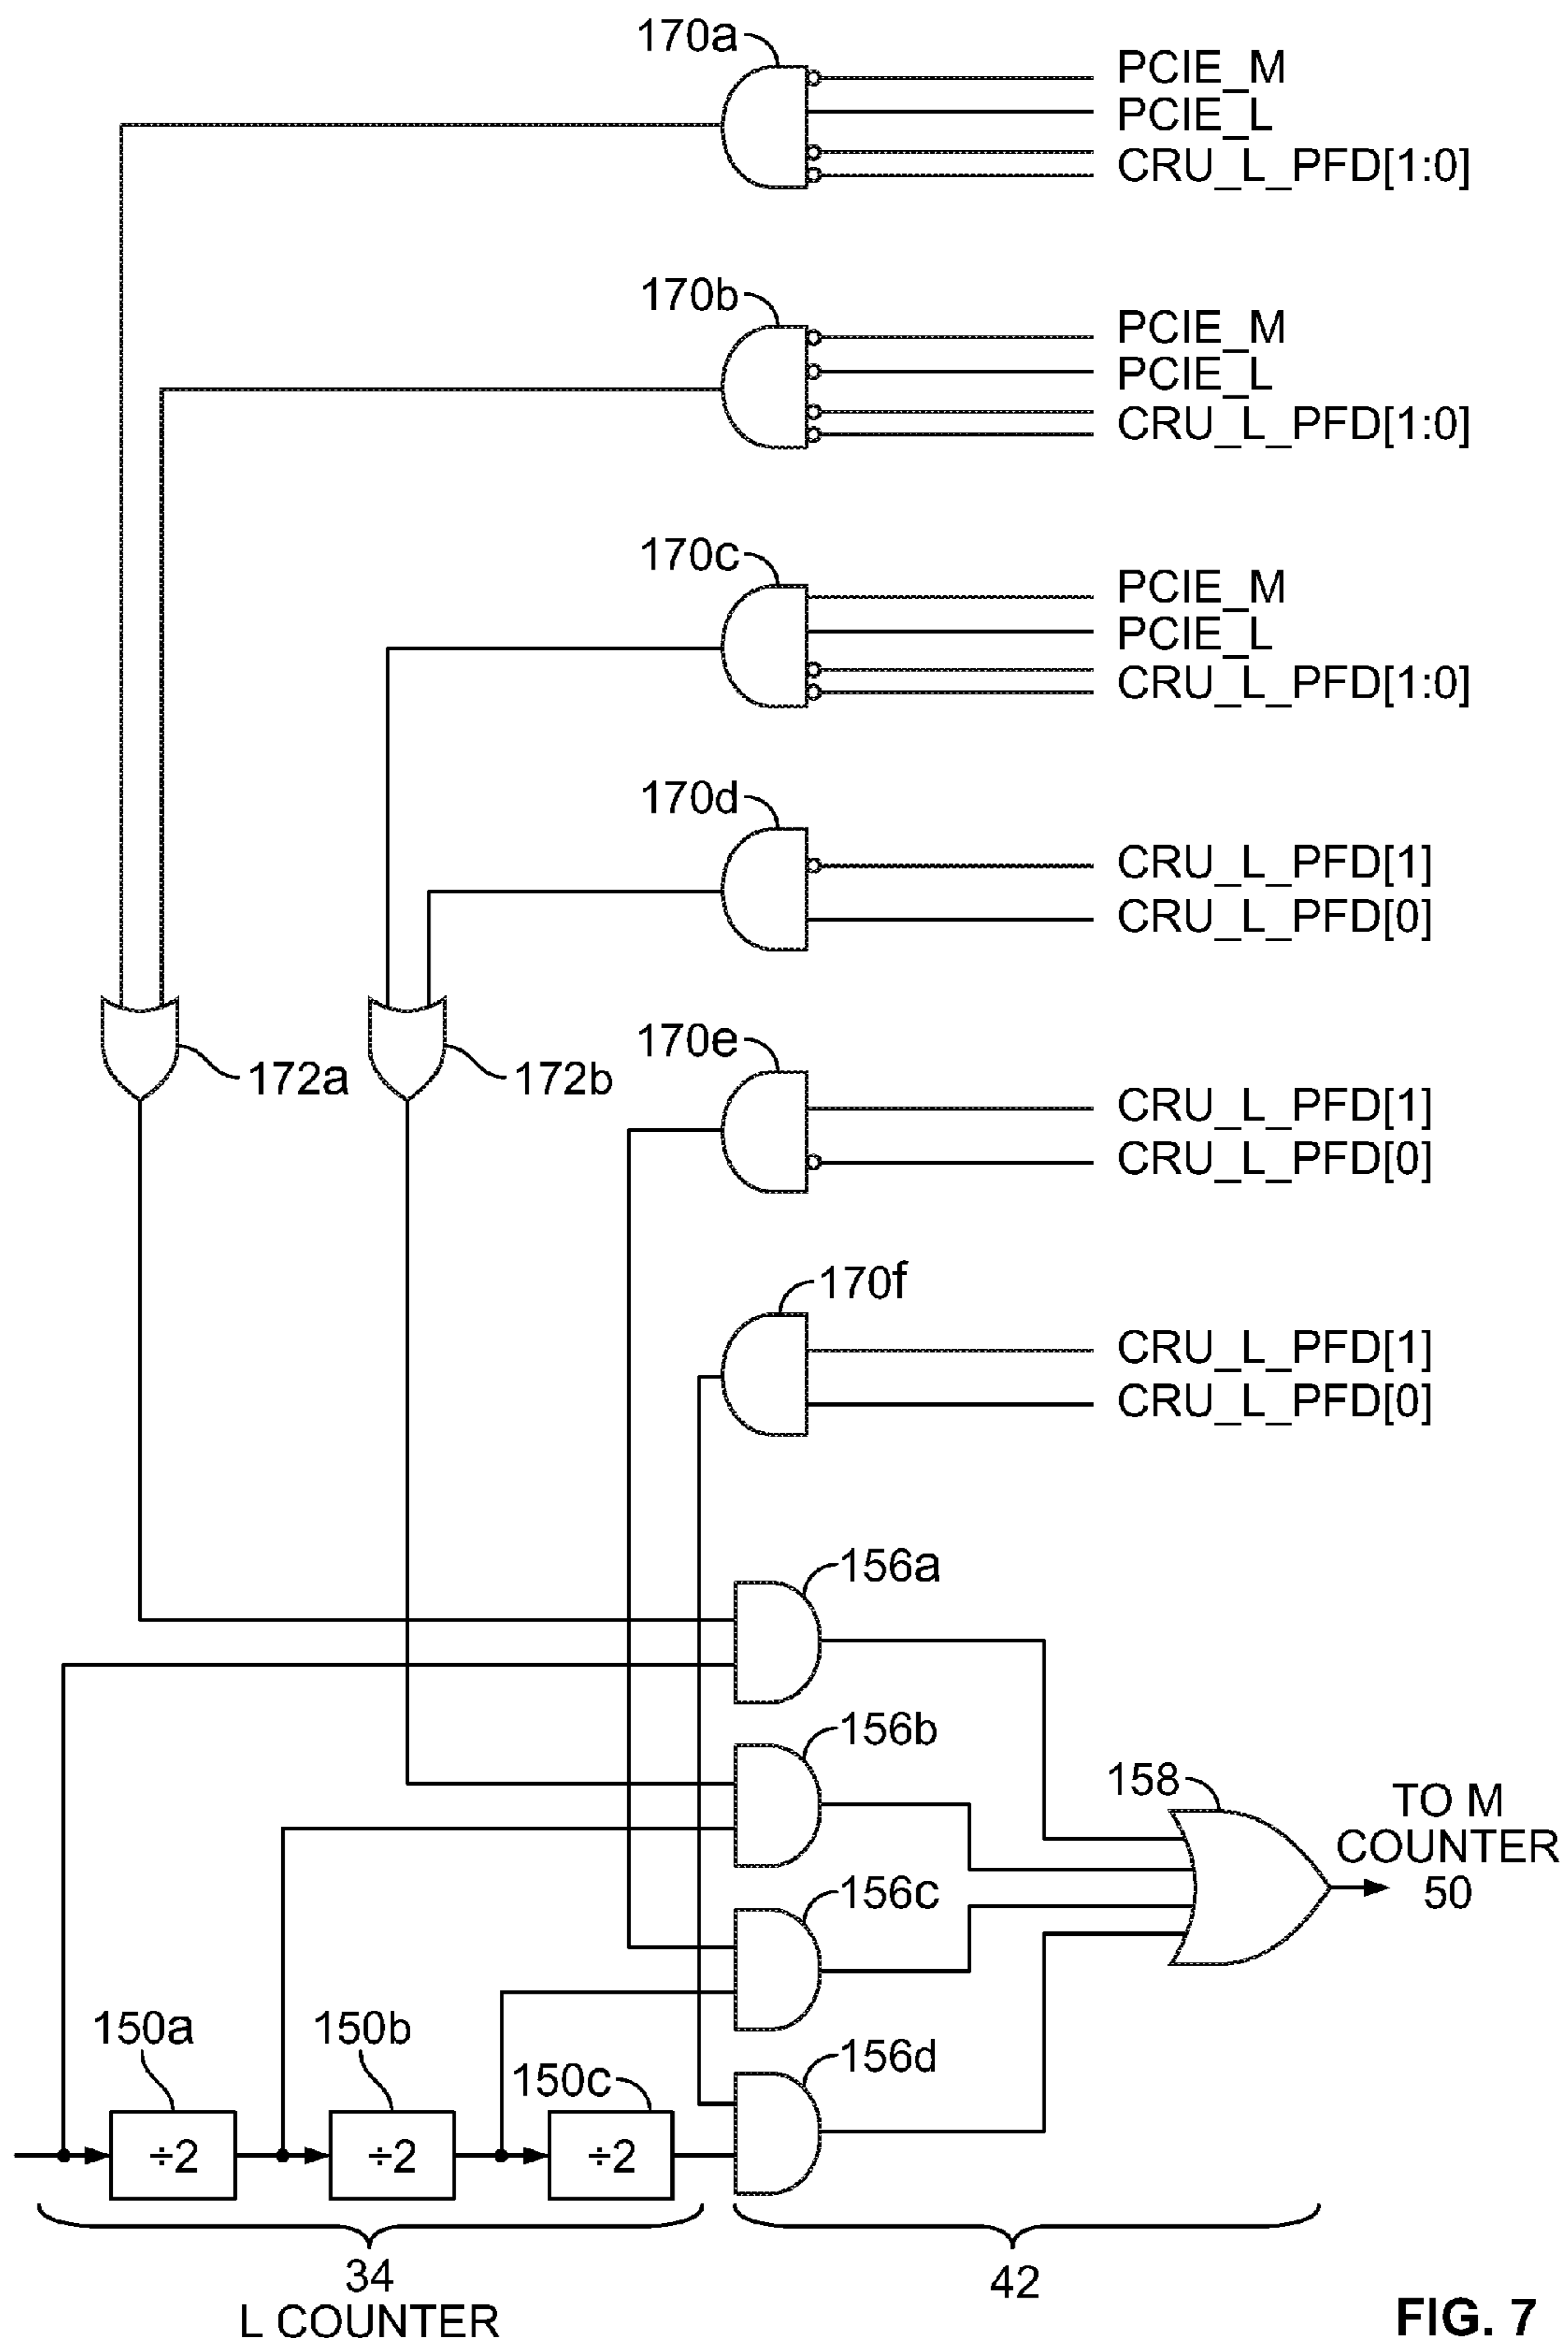 170a
PCIE_M
PCIE_L
CRU_L_PFD[1:0]
170b
PCIE_M
PCIE_L
CRU_L_PFD[1:0]
170c
PCIE_M
PCIE_L
CRU_L_PFD[1:0]
170d
CRU_L_PFD[1]
CRU_L_PFD[0]
172a
172b
170e
CRU_L_PFD[1]
CRU_L_PFD[0]
170f
CRU_L_PFD[1]
CRU_L_PFD[0]
156a
156b
158
TO M
COUNTER
50
156c
150a
150b
150c
156d
÷2
÷2
÷2
34
L COUNTER
42
FIG. 7